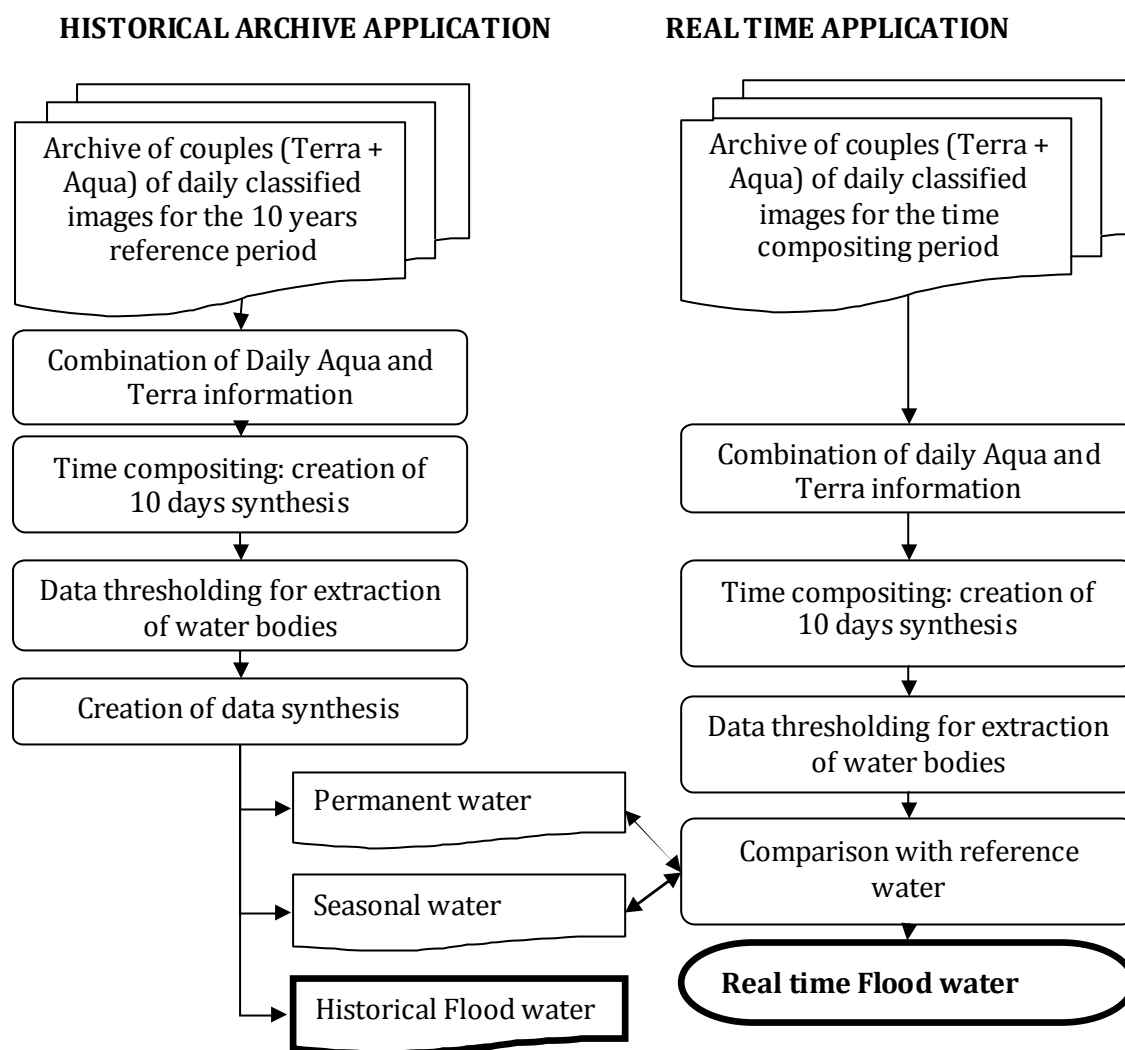 HISTORICAL ARCHIVE APPLICATION
Archive of couples (Terra +
Aqua) of daily classified
images for the 10 years
reference period
Combination of Daily Aqua and
Terra information
Time compositing: creation of
10 days synthesis
Data thresholding for extraction
of water bodies
Creation of data synthesis
Permanent water
Seasonal water
Historical Flood water
REAL TIME APPLICATION
Archive of couples (Terra +
Aqua) of daily classified
images for the time
compositing period
Combination of daily Aqua and
Terra information
Time compositing: creation of
10 days synthesis
Data thresholding for extraction
of water bodies
Comparison with reference
water
Real time Flood water